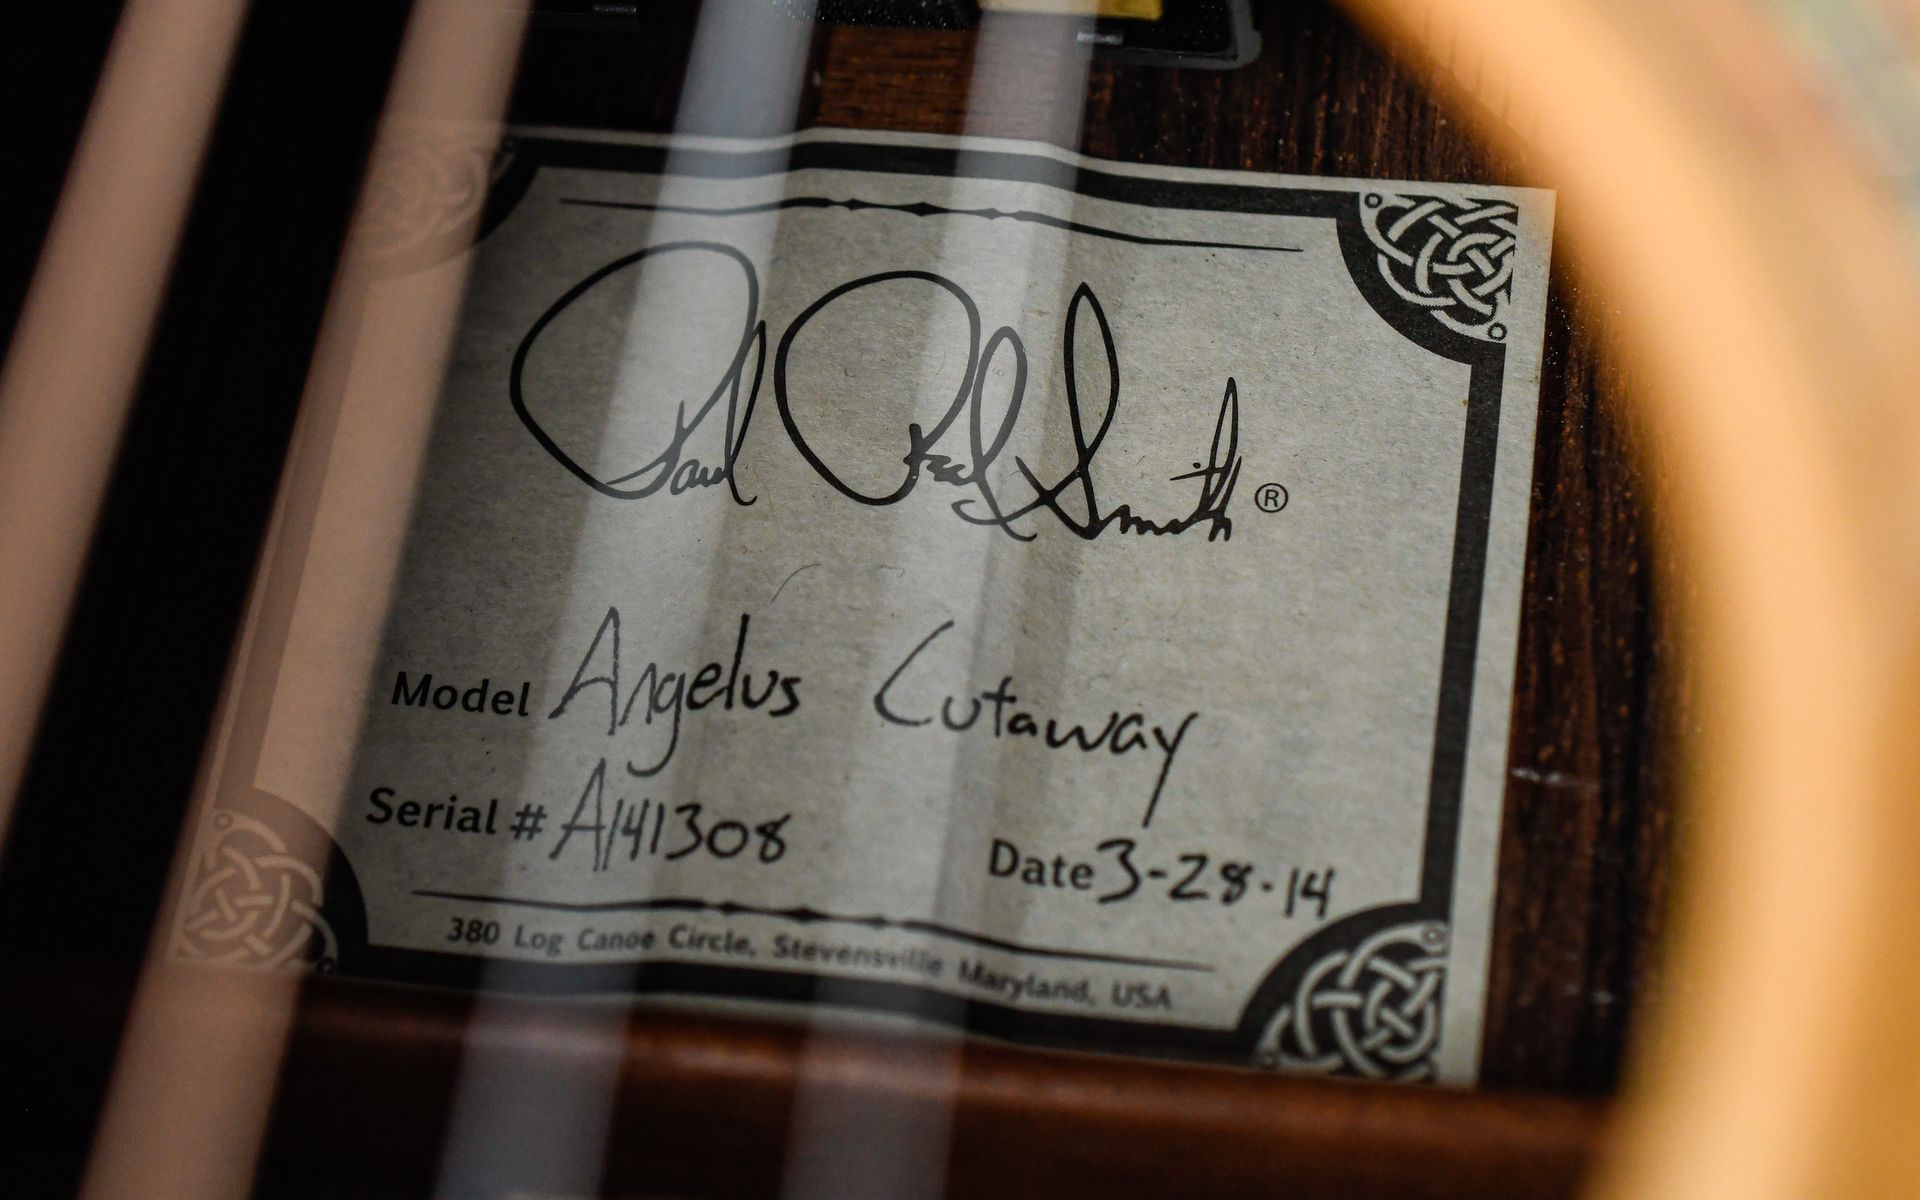 Paul Reed Smith ®
Model Angelus Cutaway
Serial # A141308 Date 3-28-14
380 Log Canoe Circle, Stevensville Maryland, USA